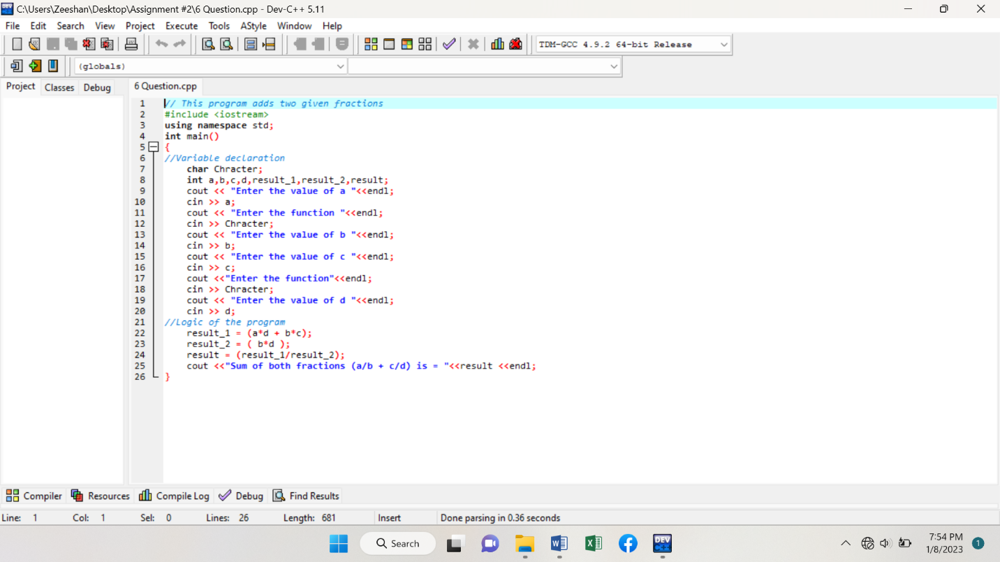 C:\Users\Zeeshan\Desktop\Assignment #2\6 Question.cpp - Dev-C++ 5.11
File Edit Search View Project Execute Tools AStyle Window Help
TDM-GCC 4.9.2 64-bit Release
(globals)
Project Classes Debug 6 Question.cpp
1 // This program adds two given fractions
2 #include <iostream>
3 using namespace std;
4 int main()
5 {
6 //Variable declaration
7 char Chracter;
8 int a,b,c,d,result_1,result_2,result;
9 cout << "Enter the value of a "<<endl;
10 cin >> a;
11 cout << "Enter the function "<<endl;
12 cin >> Chracter;
13 cout << "Enter the value of b "<<endl;
14 cin >> b;
15 cout << "Enter the value of c "<<endl;
16 cin >> c;
17 cout <<"Enter the function"<<endl;
18 cin >> Chracter;
19 cout << "Enter the value of d "<<endl;
20 cin >> d;
21 //Logic of the program
22 result_1 = (a*d + b*c);
23 result_2 = ( b*d );
24 result = (result_1/result_2);
25 cout <<"Sum of both fractions (a/b + c/d) is = "<<result <<endl;
26 }
Compiler Resources Compile Log Debug Find Results
Line: 1 Col: 1 Sel: 0 Lines: 26 Length: 681 Insert Done parsing in 0.36 seconds
Search DEV 7:54 PM
1/8/2023 1